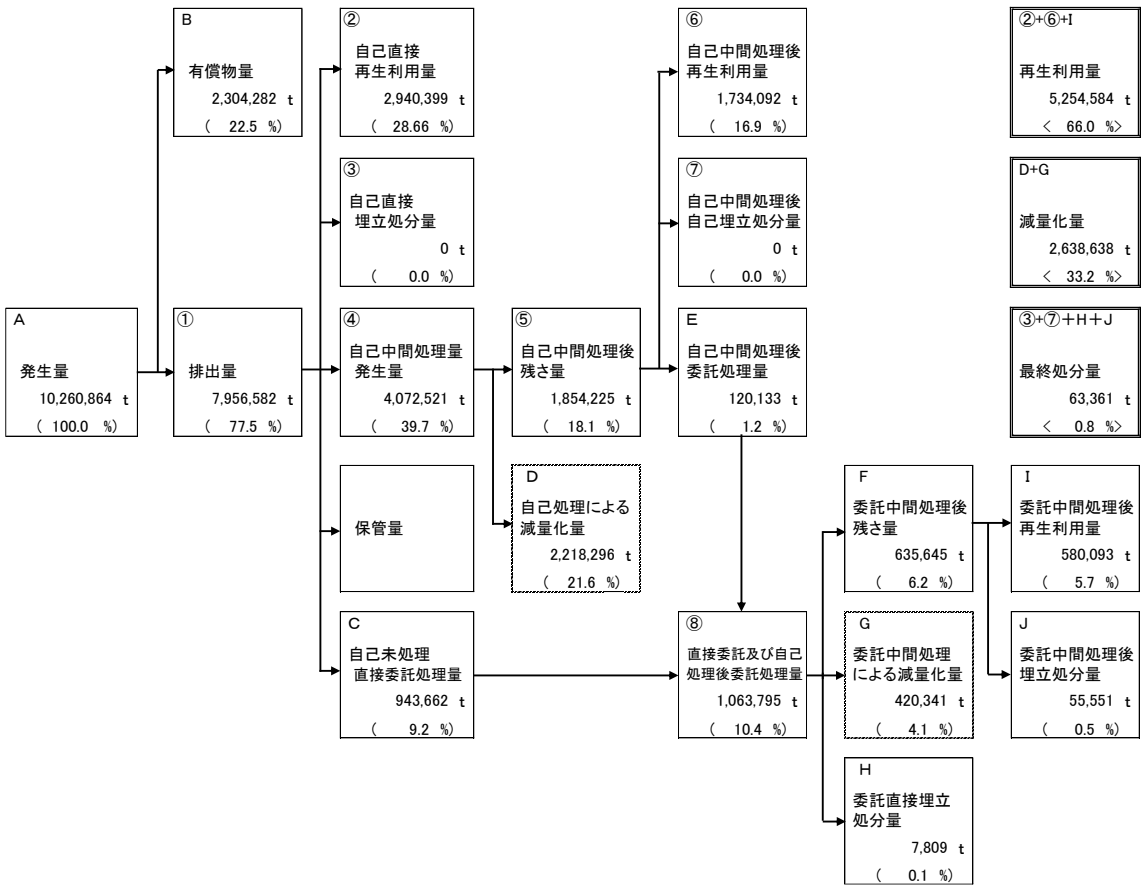 B
有償物量
2,304,282 t
( 22.5 %)
②
自己直接
再生利用量
2,940,399 t
( 28.66 %)
⑥
自己中間処理後
再生利用量
1,734,092 t
( 16.9 %)
②+⑥+I
再生利用量
5,254,584 t
< 66.0 %>
③
自己直接
埋立処分量
0 t
( 0.0 %)
⑦
自己中間処理後
自己埋立処分量
0 t
( 0.0 %)
D+G
減量化量
2,638,638 t
< 33.2 %>
A
発生量
10,260,864 t
( 100.0 %)
①
排出量
7,956,582 t
( 77.5 %)
④
自己中間処理量
発生量
4,072,521 t
( 39.7 %)
⑤
自己中間処理後
残さ量
1,854,225 t
( 18.1 %)
E
自己中間処理後
委託処理量
120,133 t
( 1.2 %)
③+⑦+H+J
最終処分量
63,361 t
< 0.8 %>
保管量
D
自己処理による
減量化量
2,218,296 t
( 21.6 %)
F
委託中間処理後
残さ量
635,645 t
( 6.2 %)
I
委託中間処理後
再生利用量
580,093 t
( 5.7 %)
C
自己未処理
直接委託処理量
943,662 t
( 9.2 %)
⑧
直接委託及び自己
処理後委託処理量
1,063,795 t
( 10.4 %)
G
委託中間処理
による減量化量
420,341 t
( 4.1 %)
J
委託中間処理後
埋立処分量
55,551 t
( 0.5 %)
H
委託直接埋立
処分量
7,809 t
( 0.1 %)